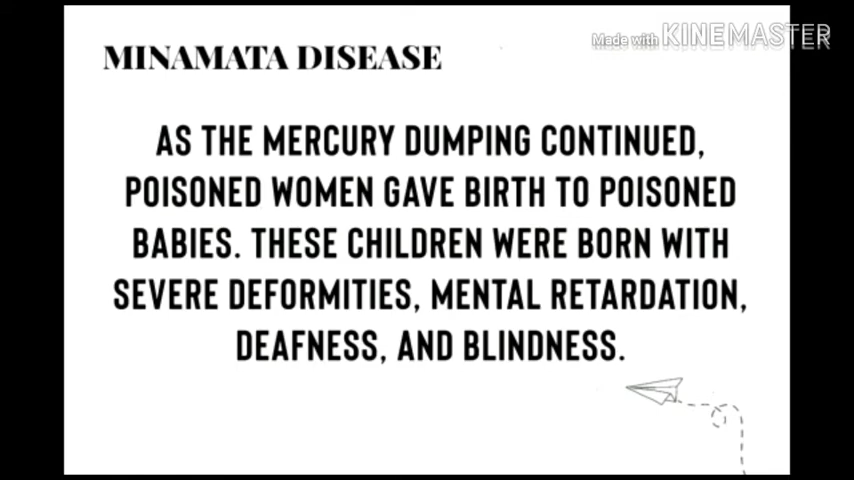 MINAMATA DISEASE
Made with KINEMASTER
AS THE MERCURY DUMPING CONTINUED,
POISONED WOMEN GAVE BIRTH TO POISONED
BABIES. THESE CHILDREN WERE BORN WITH
SEVERE DEFORMITIES, MENTAL RETARDATION,
DEAFNESS, AND BLINDNESS.